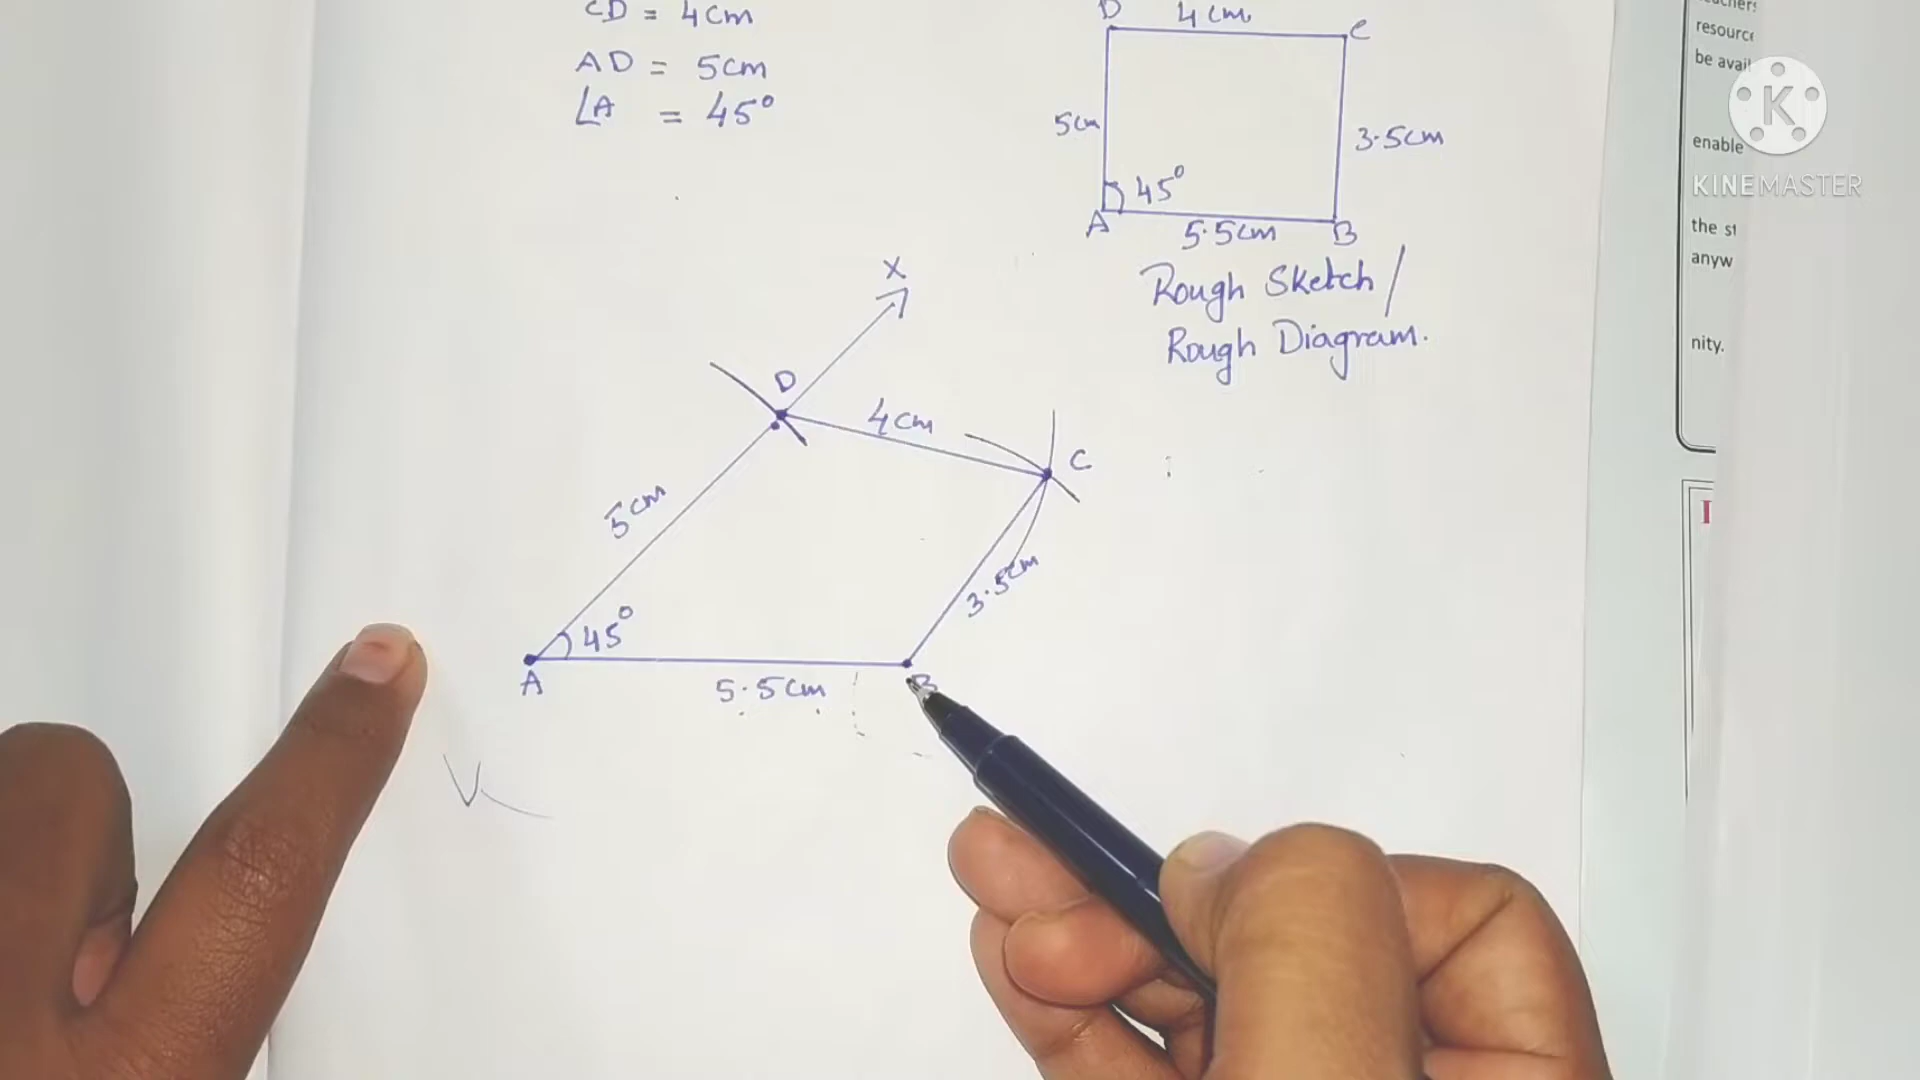 CD = 4cm
AD = 5cm
∠A = 45°
D 4cm C
5cm
3.5cm
45°
A 5.5cm B
Rough Sketch /
Rough Diagram.
X
D
4cm
C
5cm
3.5cm
45°
A
5.5cm
B
resource
be avail
enable
the st
anyw
nity.
I
K
KINEMASTER